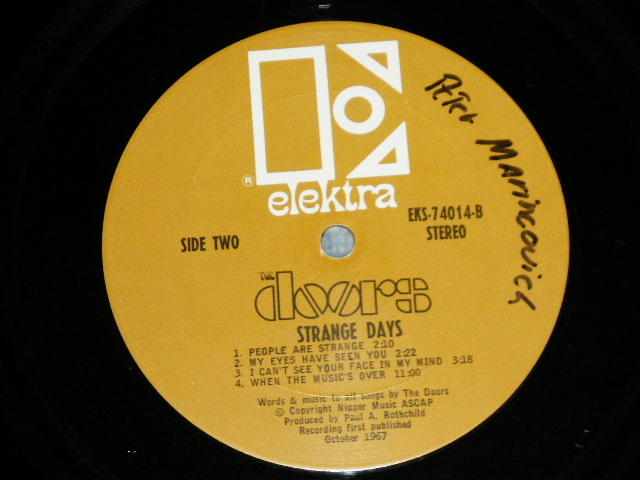 elektra
®
Peter Marincovich
SIDE TWO
EKS-74014-B
STEREO
THE doors
STRANGE DAYS
1. PEOPLE ARE STRANGE 2:10
2. MY EYES HAVE SEEN YOU 2:22
3. I CAN'T SEE YOUR FACE IN MY MIND 3:18
4. WHEN THE MUSIC'S OVER 11:00
Words & music to all songs by The Doors
© Copyright Nipper Music ASCAP
Produced by Paul A. Rothchild
Recording first published
October 1967